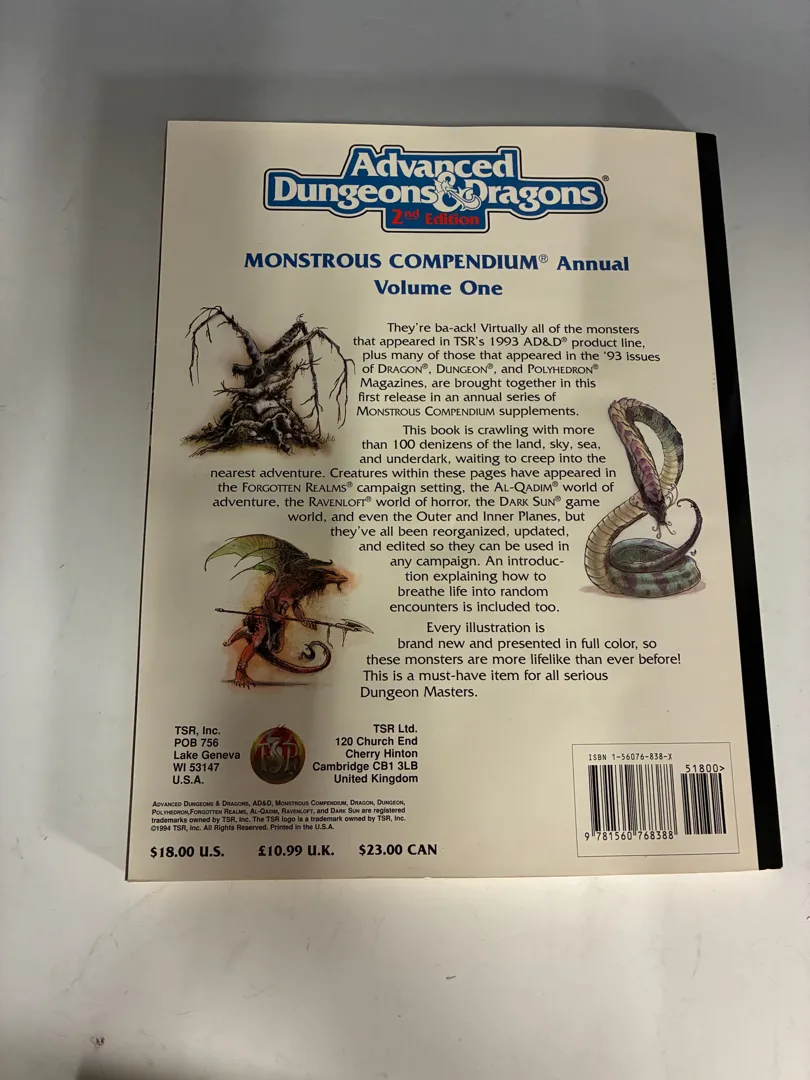 Advanced
Dungeons & Dragons®
2nd Edition
MONSTROUS COMPENDIUM® Annual
Volume One
They're ba-ack! Virtually all of the monsters
that appeared in TSR's 1993 AD&D® product line,
plus many of those that appeared in the '93 issues
of DRAGON®, DUNGEON®, and POLYHEDRON®
Magazines, are brought together in this
first release in an annual series of
MONSTROUS COMPENDIUM supplements.
This book is crawling with more
than 100 denizens of the land, sky, sea,
and underdark, waiting to creep into the
nearest adventure. Creatures within these pages have appeared in
the FORGOTTEN REALMS® campaign setting, the AL-QADIM® world of
adventure, the RAVENLOFT® world of horror, the DARK SUN® game
world, and even the Outer and Inner Planes, but
they've all been reorganized, updated,
and edited so they can be used in
any campaign. An introduc-
tion explaining how to
breathe life into random
encounters is included too.
Every illustration is
brand new and presented in full color, so
these monsters are more lifelike than ever before!
This is a must-have item for all serious
Dungeon Masters.
TSR, Inc.
POB 756
Lake Geneva
WI 53147
U.S.A.
TSR
TSR Ltd.
120 Church End
Cherry Hinton
Cambridge CB1 3LB
United Kingdom
ADVANCED DUNGEONS & DRAGONS, AD&D, MONSTROUS COMPENDIUM, DRAGON, DUNGEON,
POLYHEDRON,FORGOTTEN REALMS, AL-QADIM, RAVENLOFT, and DARK SUN are registered
trademarks owned by TSR, Inc. The TSR logo is a trademark owned by TSR, Inc.
©1994 TSR, Inc. All Rights Reserved. Printed in the U.S.A.
$18.00 U.S. £10.99 U.K. $23.00 CAN
ISBN 1-56076-838-X
51800>
9 781560 768388